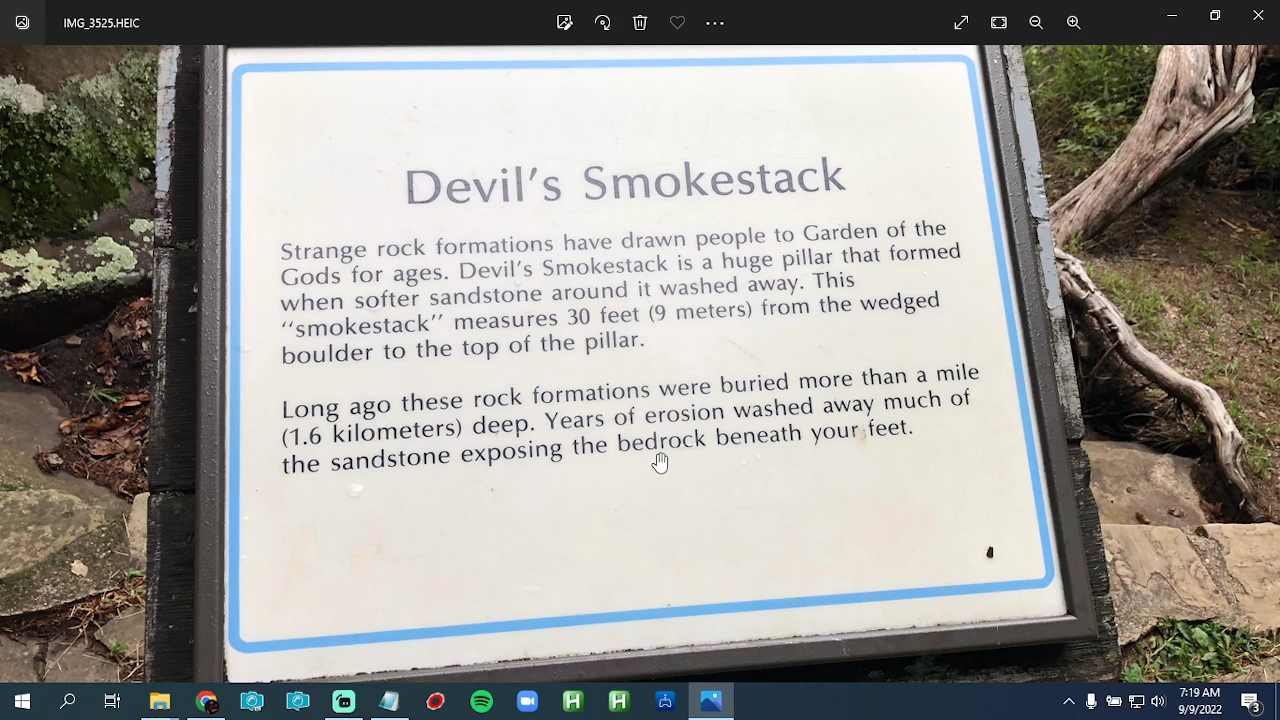 IMG_3525.HEIC
Devil's Smokestack
Strange rock formations have drawn people to Garden of the
Gods for ages. Devil's Smokestack is a huge pillar that formed
when softer sandstone around it washed away. This
"smokestack" measures 30 feet (9 meters) from the wedged
boulder to the top of the pillar.
Long ago these rock formations were buried more than a mile
(1.6 kilometers) deep. Years of erosion washed away much of
the sandstone exposing the bedrock beneath your feet.
7:19 AM
9/9/2022
3